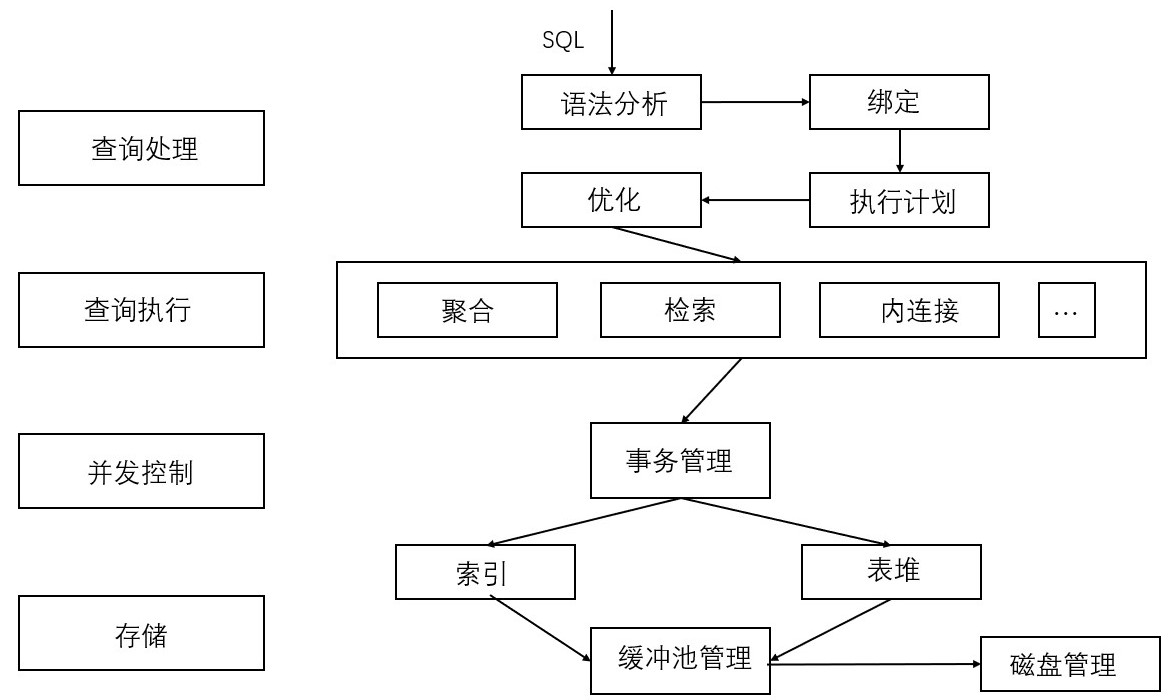 SQL
语法分析
绑定
查询处理
优化
执行计划
查询执行
聚合
检索
内连接
...
并发控制
事务管理
索引
表堆
存储
缓冲池管理
磁盘管理